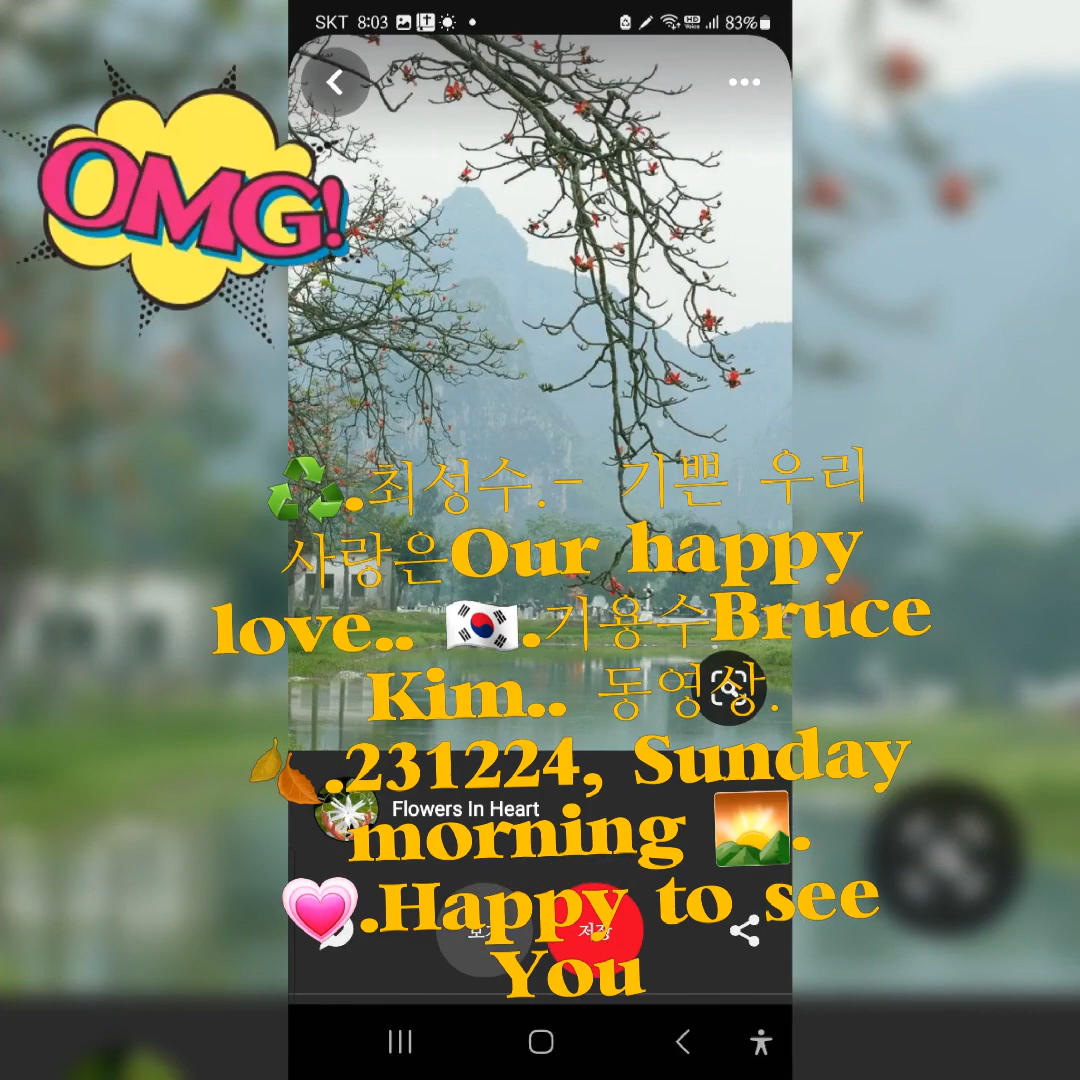 SKT 8:03 83%
OMG!
♻️.최성수.- 기쁜 우리
사랑은Our happy
love.. 🇰🇷.기용수Bruce
Kim.. 동영상.
🍂.231224, Sunday
Flowers In Heart
morning 🌄.
💗.Happy to see
저장
You